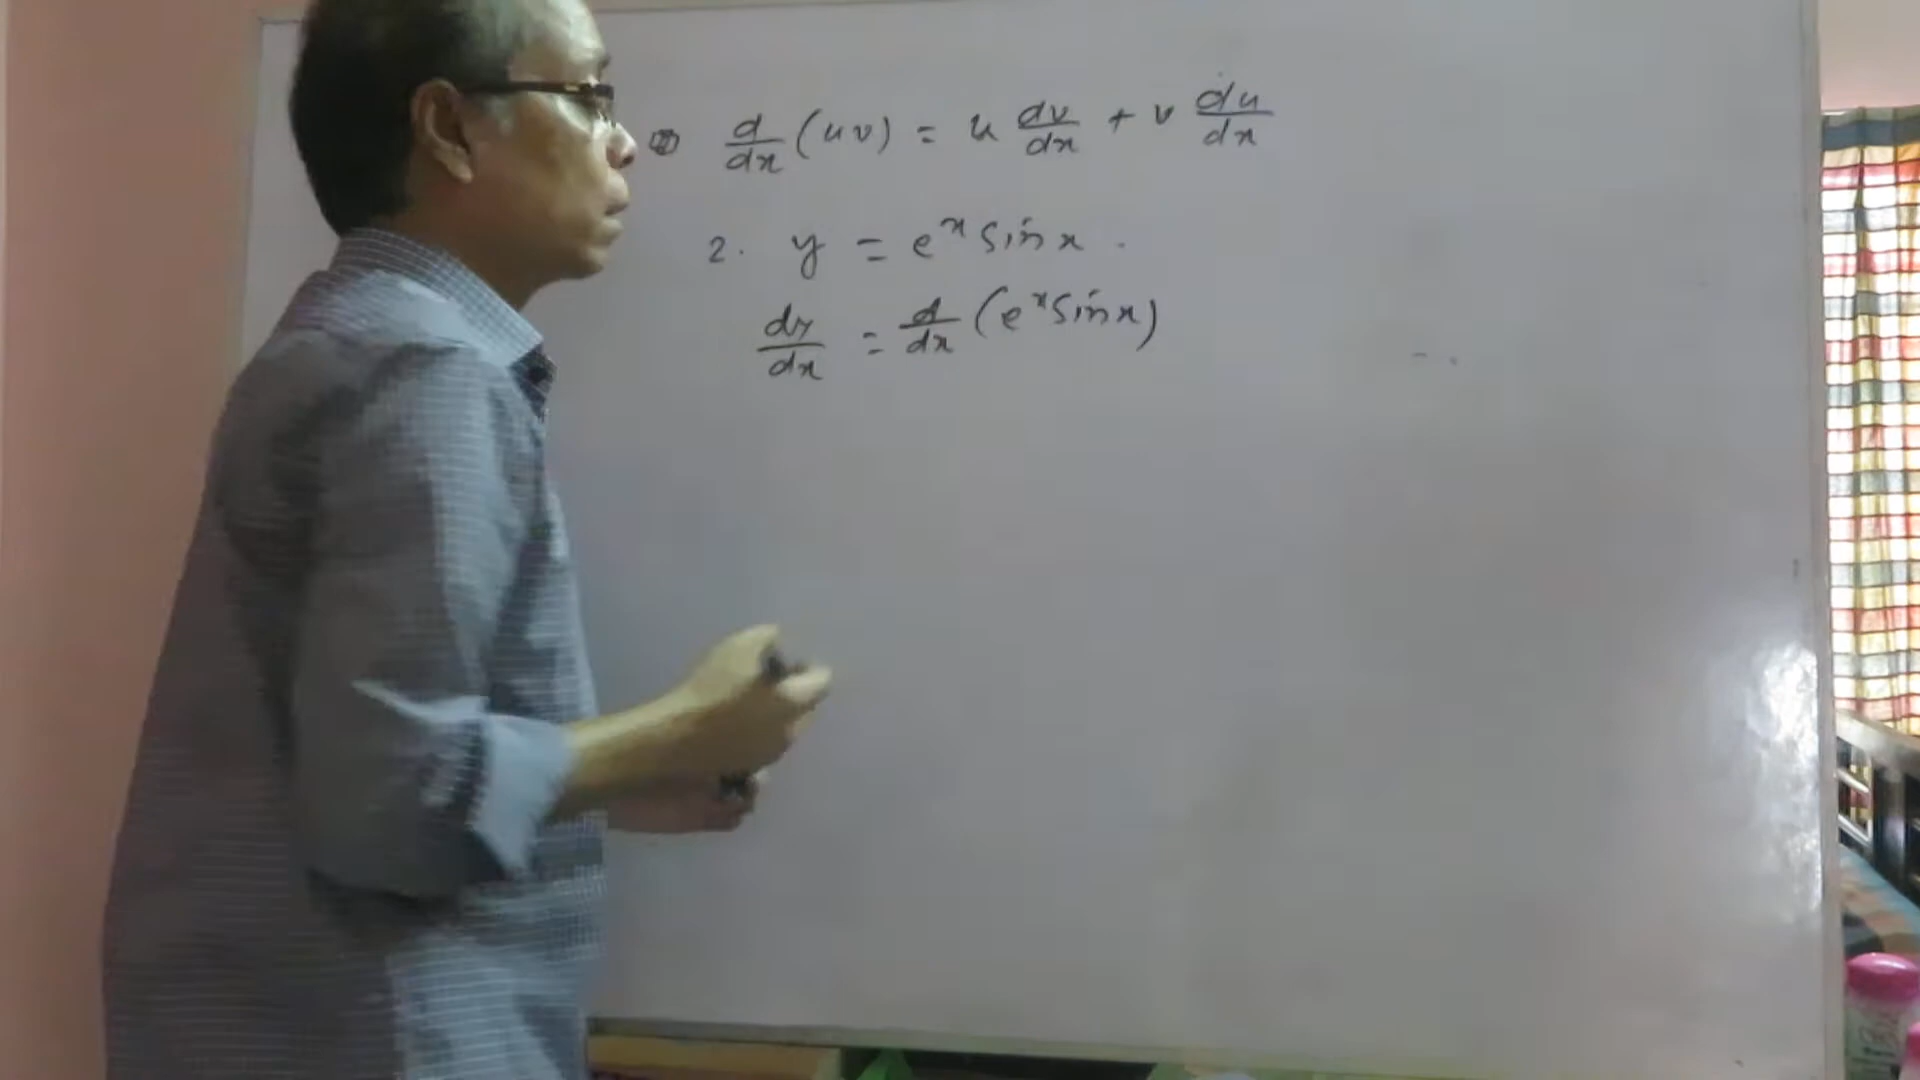 d/dx (uv) = u dv/dx + v du/dx
2. y = e^x sin x .
dy/dx = d/dx (e^x sin x)